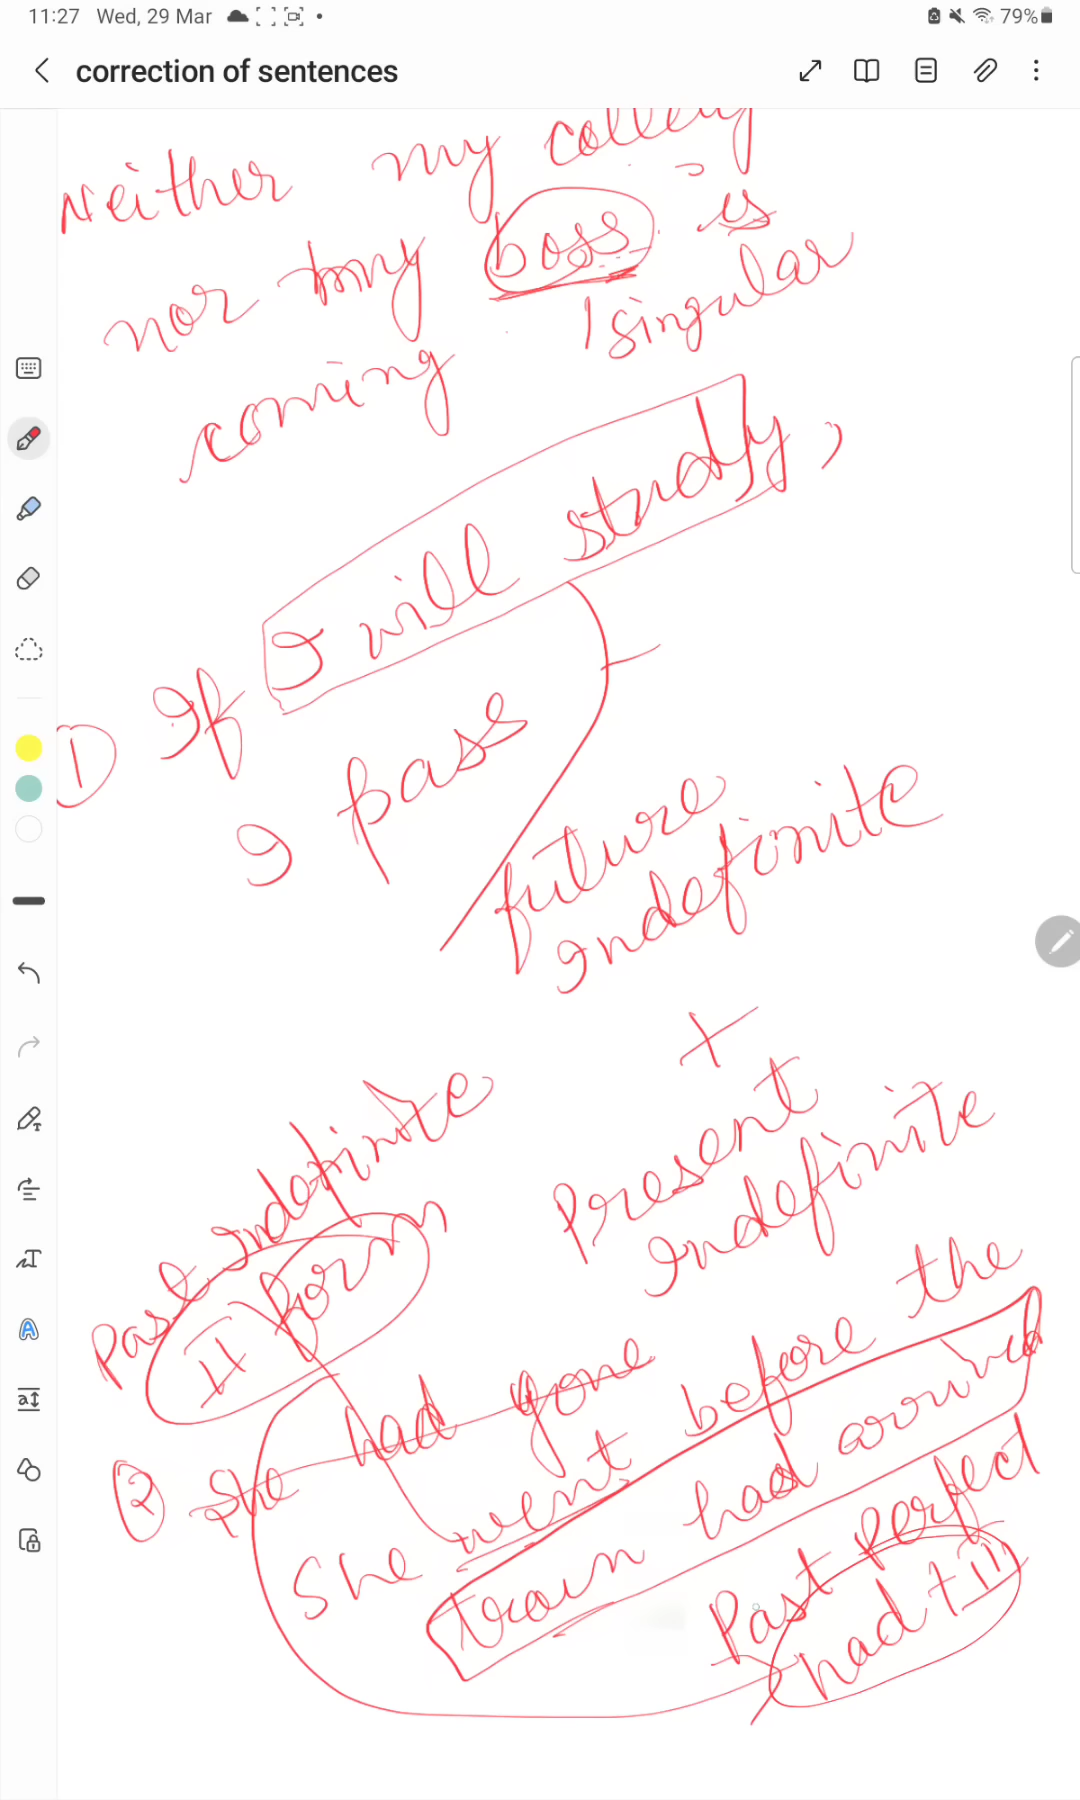 11:27 Wed, 29 Mar 79%
correction of sentences
Neither my
nor my boss is
singular
coming
I will study,
① If
I pass
future
indefinite
+
Present
Indefinite
Past Indefinite
II form
② She had gone before the
She went
train had arrived
Past Perfect
had + III